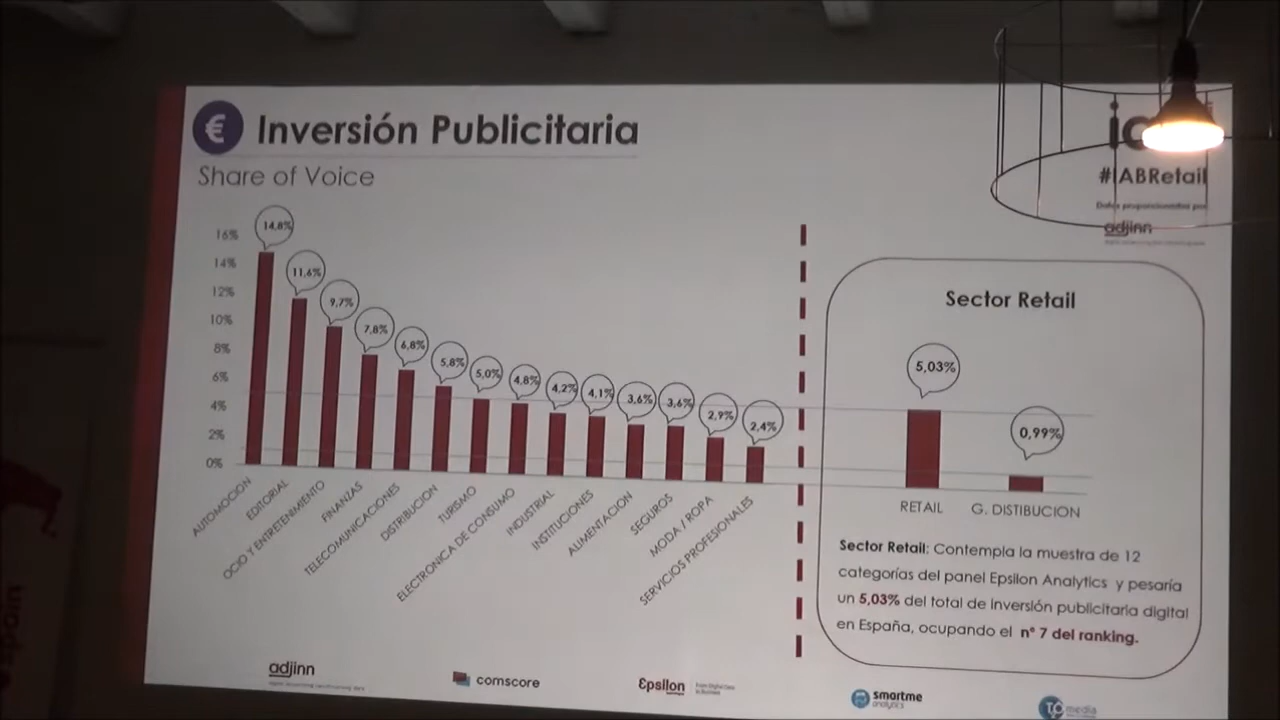 € Inversión Publicitaria
Share of Voice
#IABRetail
Datos proporcionados por
adjinn
16%
14%
12%
10%
8%
6%
4%
2%
0%
14,8%
11,6%
9,7%
7,8%
6,8%
5,8%
5,0%
4,8%
4,2%
4,1%
3,6%
3,6%
2,9%
2,4%
AUTOMOCION
EDITORIAL
OCIO Y ENTRETENIMIENTO
FINANZAS
TELECOMUNICACIONES
DISTRIBUCION
TURISMO
ELECTRONICA DE CONSUMO
INDUSTRIAL
INSTITUCIONES
ALIMENTACION
SEGUROS
MODA / ROPA
SERVICIOS PROFESIONALES
Sector Retail
5,03%
0,99%
RETAIL
G. DISTIBUCION
Sector Retail: Contempla la muestra de 12
categorías del panel Epsilon Analytics y pesaría
un 5,03% del total de inversión publicitaria digital
en España, ocupando el nº 7 del ranking.
adjinn
comscore
Epsilon
smartme
analytics
media
spain